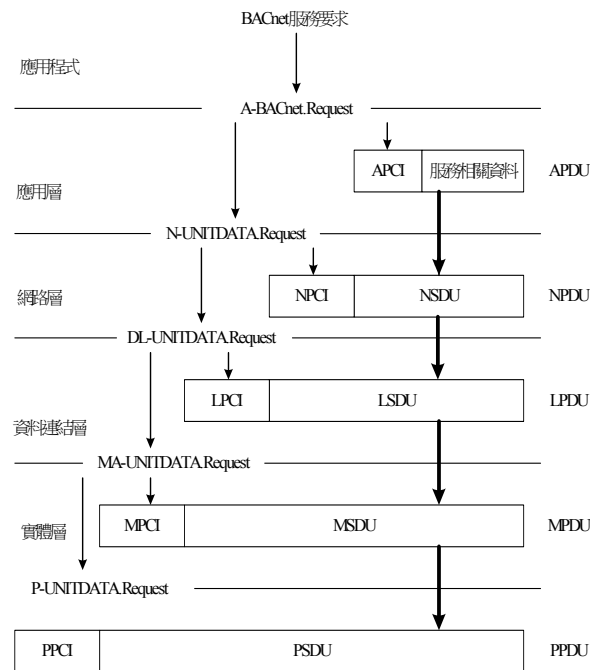 BACnet服務要求
應用程式
A-BACnet.Request
APCI 服務相關資料 APDU
應用層
N-UNITDATA.Request
NPCI NSDU NPDU
網路層
DL-UNITDATA.Request
LPCI LSDU LPDU
資料連結層
MA-UNITDATA.Request
MPCI MSDU MPDU
實體層
P-UNITDATA.Request
PPCI PSDU PPDU